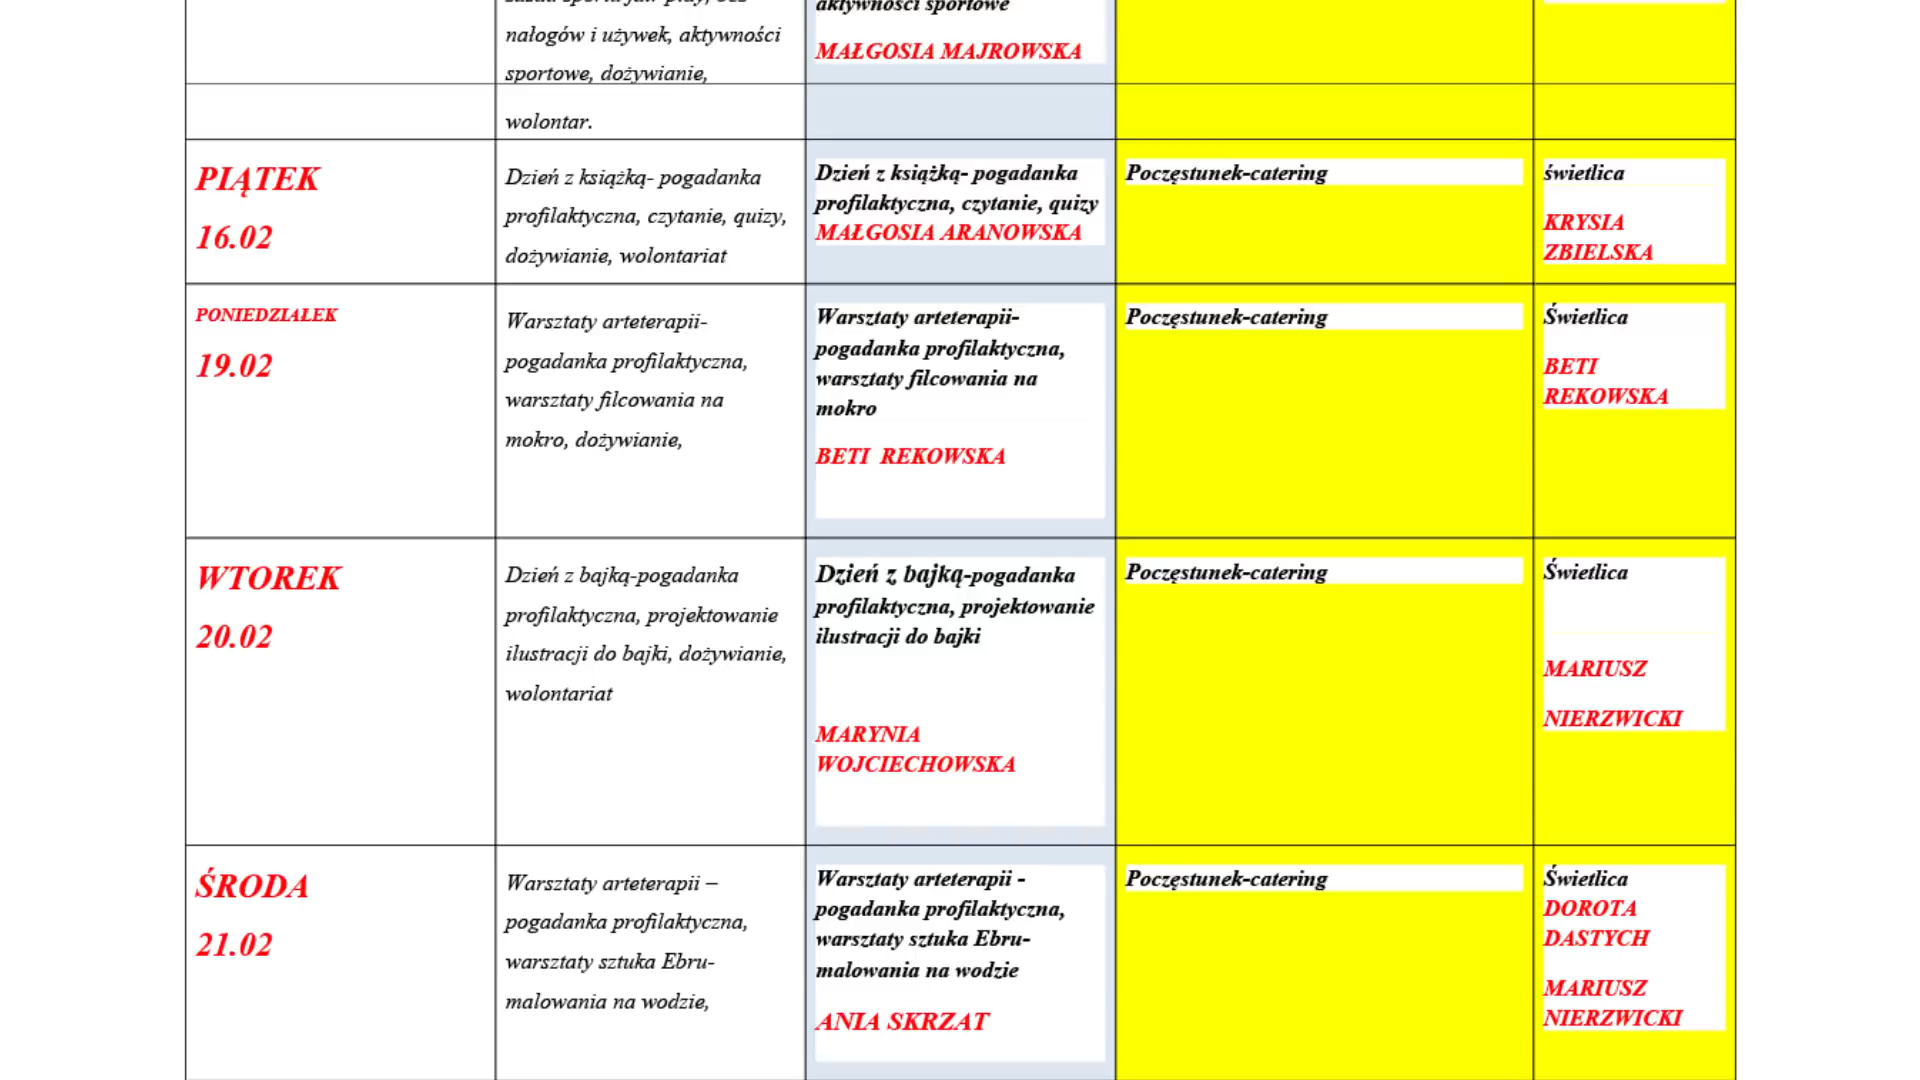 nałogów i używek, aktywności
sportowe, dożywianie,
aktywności sportowe
MAŁGOSIA MAJROWSKA
wolontar.
PIĄTEK
16.02
Dzień z książką- pogadanka
profilaktyczna, czytanie, quizy,
dożywianie, wolontariat
Dzień z książką- pogadanka
profilaktyczna, czytanie, quizy
MAŁGOSIA ARANOWSKA
Poczęstunek-catering
świetlica
KRYSIA
ZBIELSKA
PONIEDZIAŁEK
19.02
Warsztaty arteterapii-
pogadanka profilaktyczna,
warsztaty filcowania na
mokro, dożywianie,
Warsztaty arteterapii-
pogadanka profilaktyczna,
warsztaty filcowania na
mokro
BETI REKOWSKA
Poczęstunek-catering
Świetlica
BETI
REKOWSKA
WTOREK
20.02
Dzień z bajką-pogadanka
profilaktyczna, projektowanie
ilustracji do bajki, dożywianie,
wolontariat
Dzień z bajką-pogadanka
profilaktyczna, projektowanie
ilustracji do bajki
MARYNIA
WOJCIECHOWSKA
Poczęstunek-catering
Świetlica
MARIUSZ
NIERZWICKI
ŚRODA
21.02
Warsztaty arteterapii –
pogadanka profilaktyczna,
warsztaty sztuka Ebru-
malowania na wodzie,
Warsztaty arteterapii -
pogadanka profilaktyczna,
warsztaty sztuka Ebru-
malowania na wodzie
ANIA SKRZAT
Poczęstunek-catering
Świetlica
DOROTA
DASTYCH
MARIUSZ
NIERZWICKI